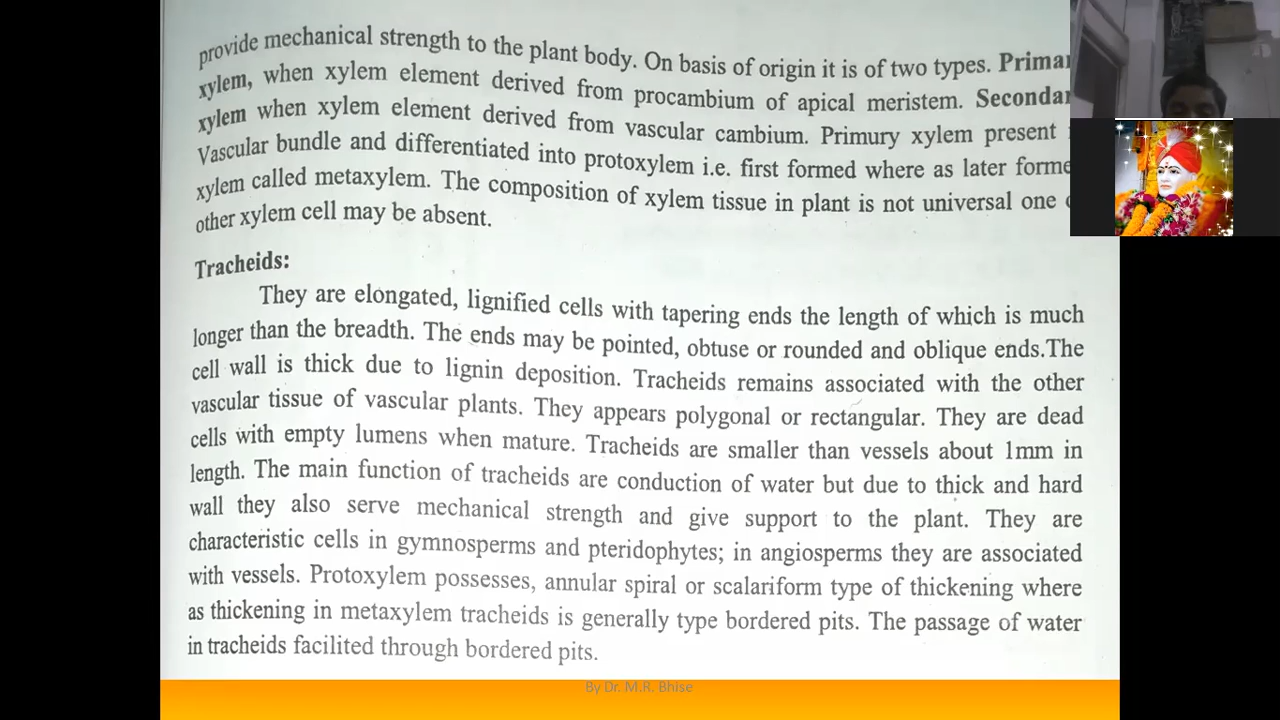 provide mechanical strength to the plant body. On basis of origin it is of two types. Primar
xylem, when xylem element derived from procambium of apical meristem. Secondar
xylem when xylem element derived from vascular cambium. Primury xylem present
Vascular bundle and differentiated into protoxylem i.e. first formed where as later forme
xylem called metaxylem. The composition of xylem tissue in plant is not universal one
other xylem cell may be absent.
Tracheids:
They are elongated, lignified cells with tapering ends the length of which is much
longer than the breadth. The ends may be pointed, obtuse or rounded and oblique ends.The
cell wall is thick due to lignin deposition. Tracheids remains associated with the other
vascular tissue of vascular plants. They appears polygonal or rectangular. They are dead
cells with empty lumens when mature. Tracheids are smaller than vessels about 1mm in
length. The main function of tracheids are conduction of water but due to thick and hard
wall they also serve mechanical strength and give support to the plant. They are
characteristic cells in gymnosperms and pteridophytes; in angiosperms they are associated
with vessels. Protoxylem possesses, annular spiral or scalariform type of thickening where
as thickening in metaxylem tracheids is generally type bordered pits. The passage of water
in tracheids facilited through bordered pits.
By Dr. M.R. Bhise